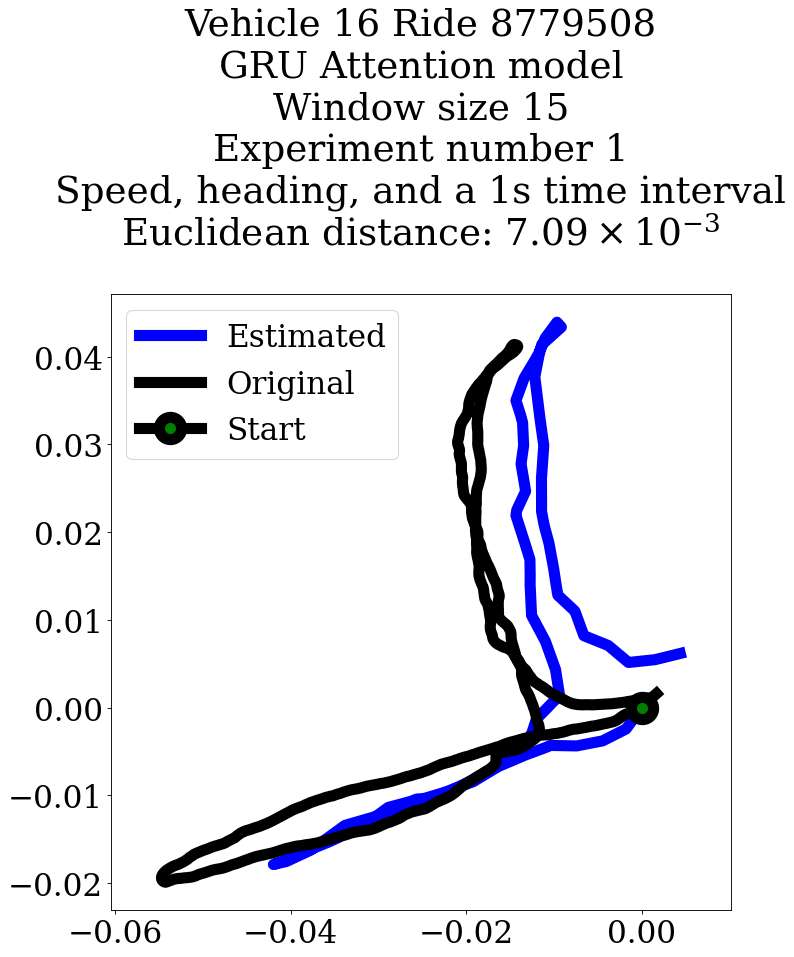 Vehicle 16 Ride 8779508
GRU Attention model
Window size 15
Experiment number 1
Speed, heading, and a 1s time interval
Euclidean distance: 7.09 × 10⁻³
Estimated
Original
Start
0.04
0.03
0.02
0.01
0.00
−0.01
−0.02
−0.06 −0.04 −0.02 0.00